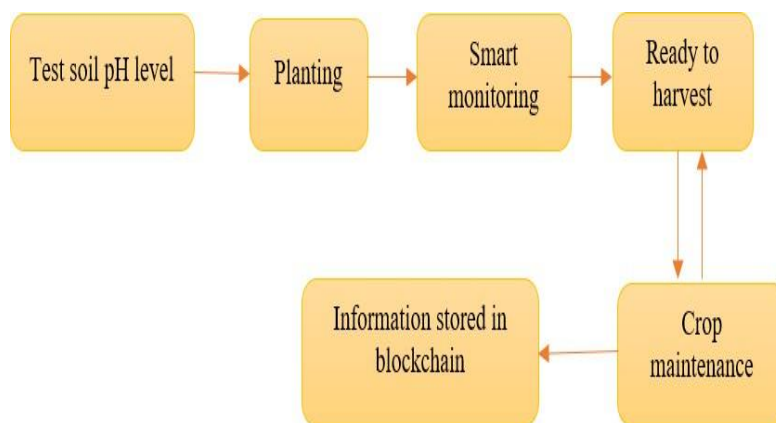 Test soil pH level
Planting
Smart
monitoring
Ready to
harvest
Information stored in
blockchain
Crop
maintenance